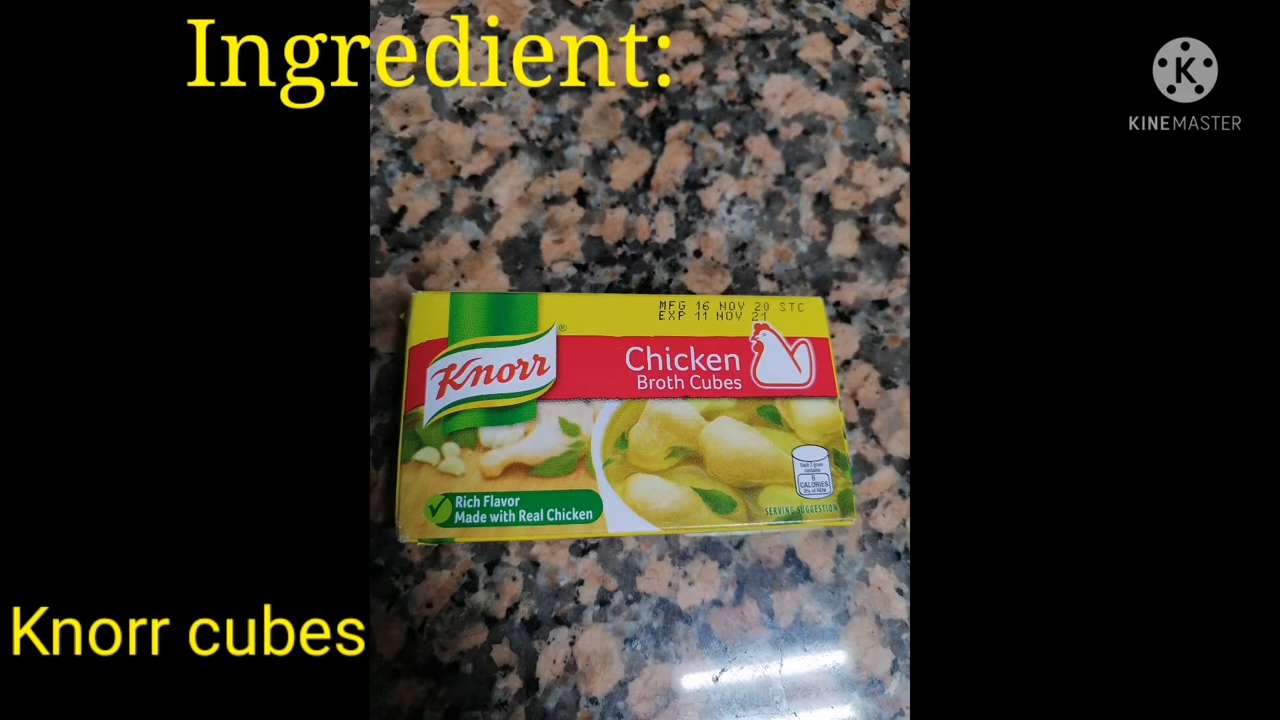 Ingredient:
KINEMASTER
MFG 16 NOV 20 STC
EXP 11 NOV 21
Knorr®
Chicken
Broth Cubes
CALORIES
Rich Flavor
Made with Real Chicken
SERVING SUGGESTION
Knorr cubes